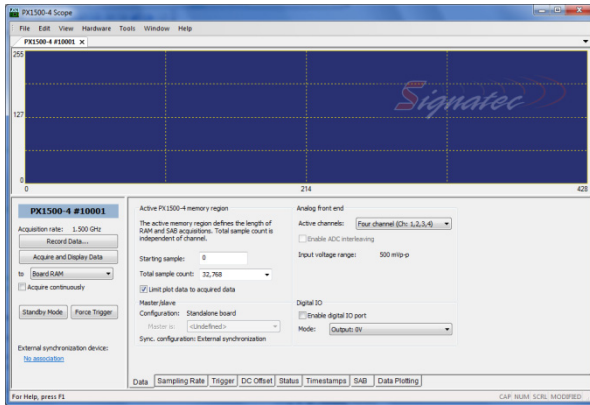 PX1500-4 Scope
File Edit View Hardware Tools Window Help
PX1500-4 #10001 ×
255
127
0
0 214 428
Signatec
PX1500-4 #10001
Acquisition rate: 1.500 GHz
Record Data...
Acquire and Display Data
to Board RAM
Acquire continuously
Standby Mode Force Trigger
External synchronization device:
No association
Active PX1500-4 memory region
The active memory region defines the length of
RAM and SAB acquisitions. Total sample count is
independent of channel.
Starting sample: 0
Total sample count: 32,768
Limit plot data to acquired data
Master/slave
Configuration: Standalone board
Master is: <Undefined>
Sync. configuration: External synchronization
Analog front end
Active channels: Four channel (Ch: 1,2,3,4)
Enable ADC interleaving
Input voltage range: 500 mVp-p
Digital IO
Enable digital IO port
Mode: Output: 0V
Data Sampling Rate Trigger DC Offset Status Timestamps SAB Data Plotting
For Help, press F1 CAP NUM SCRL MODIFIED